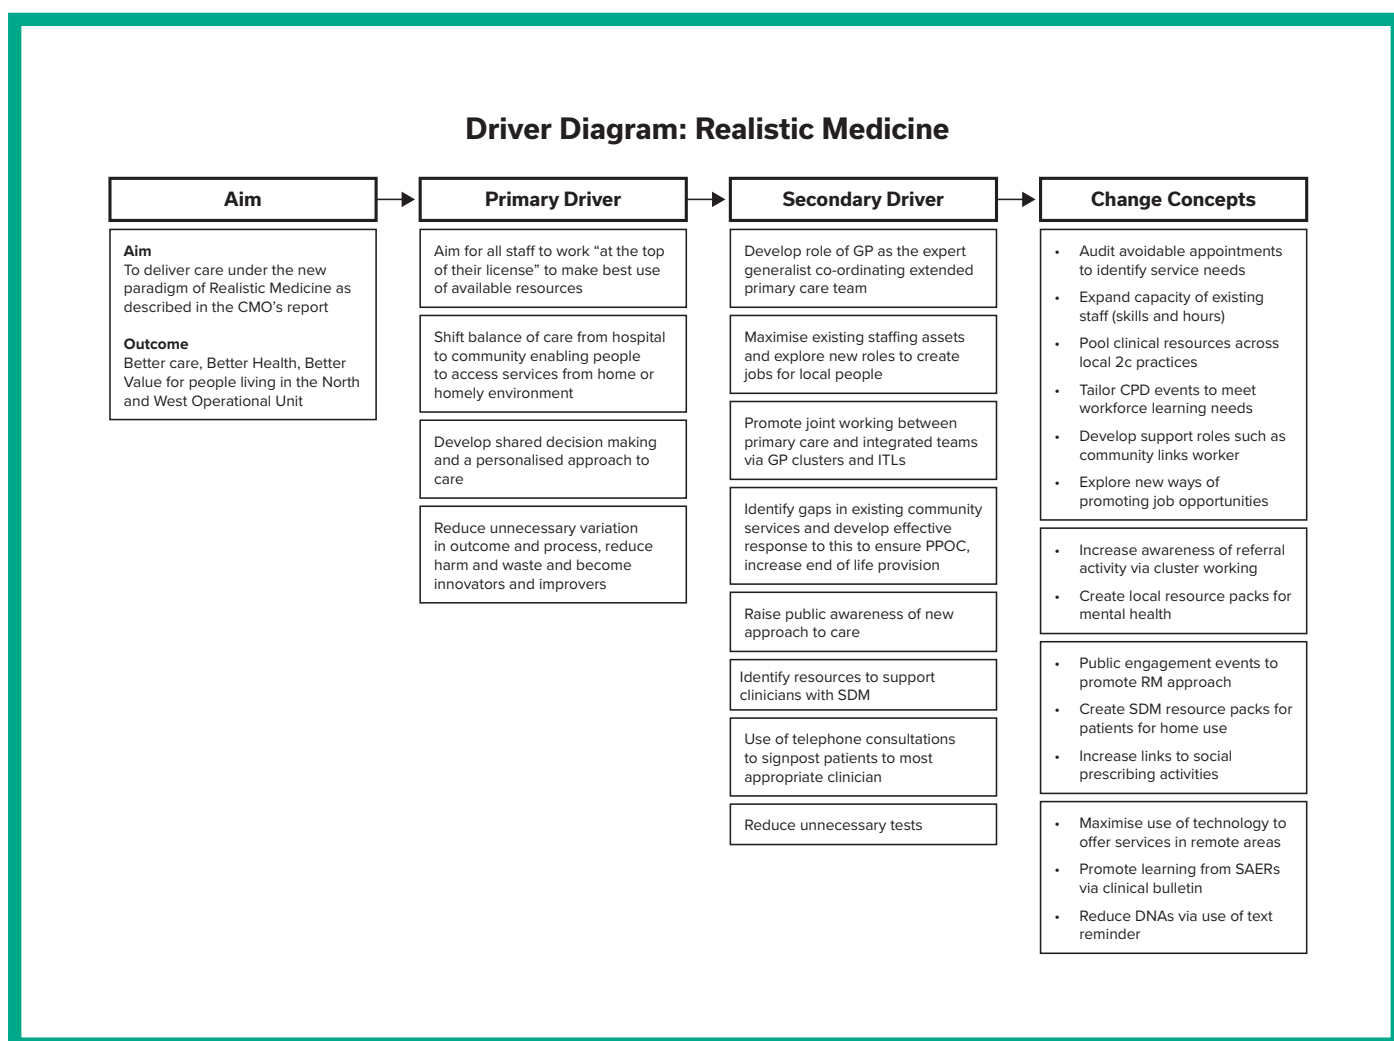 Driver Diagram: Realistic Medicine
Aim
Primary Driver
Secondary Driver
Change Concepts
Aim
To deliver care under the new
paradigm of Realistic Medicine as
described in the CMO’s report
Outcome
Better care, Better Health, Better
Value for people living in the North
and West Operational Unit
Aim for all staff to work “at the top
of their license” to make best use
of available resources
Shift balance of care from hospital
to community enabling people
to access services from home or
homely environment
Develop shared decision making
and a personalised approach to
care
Reduce unnecessary variation
in outcome and process, reduce
harm and waste and become
innovators and improvers
Develop role of GP as the expert
generalist co-ordinating extended
primary care team
Maximise existing staffing assets
and explore new roles to create
jobs for local people
Promote joint working between
primary care and integrated teams
via GP clusters and ITLs
Identify gaps in existing community
services and develop effective
response to this to ensure PPOC,
increase end of life provision
Raise public awareness of new
approach to care
Identify resources to support
clinicians with SDM
Use of telephone consultations
to signpost patients to most
appropriate clinician
Reduce unnecessary tests
• Audit avoidable appointments
to identify service needs
• Expand capacity of existing
staff (skills and hours)
• Pool clinical resources across
local 2c practices
• Tailor CPD events to meet
workforce learning needs
• Develop support roles such as
community links worker
• Explore new ways of
promoting job opportunities
• Increase awareness of referral
activity via cluster working
• Create local resource packs for
mental health
• Public engagement events to
promote RM approach
• Create SDM resource packs for
patients for home use
• Increase links to social
prescribing activities
• Maximise use of technology to
offer services in remote areas
• Promote learning from SAERs
via clinical bulletin
• Reduce DNAs via use of text
reminder